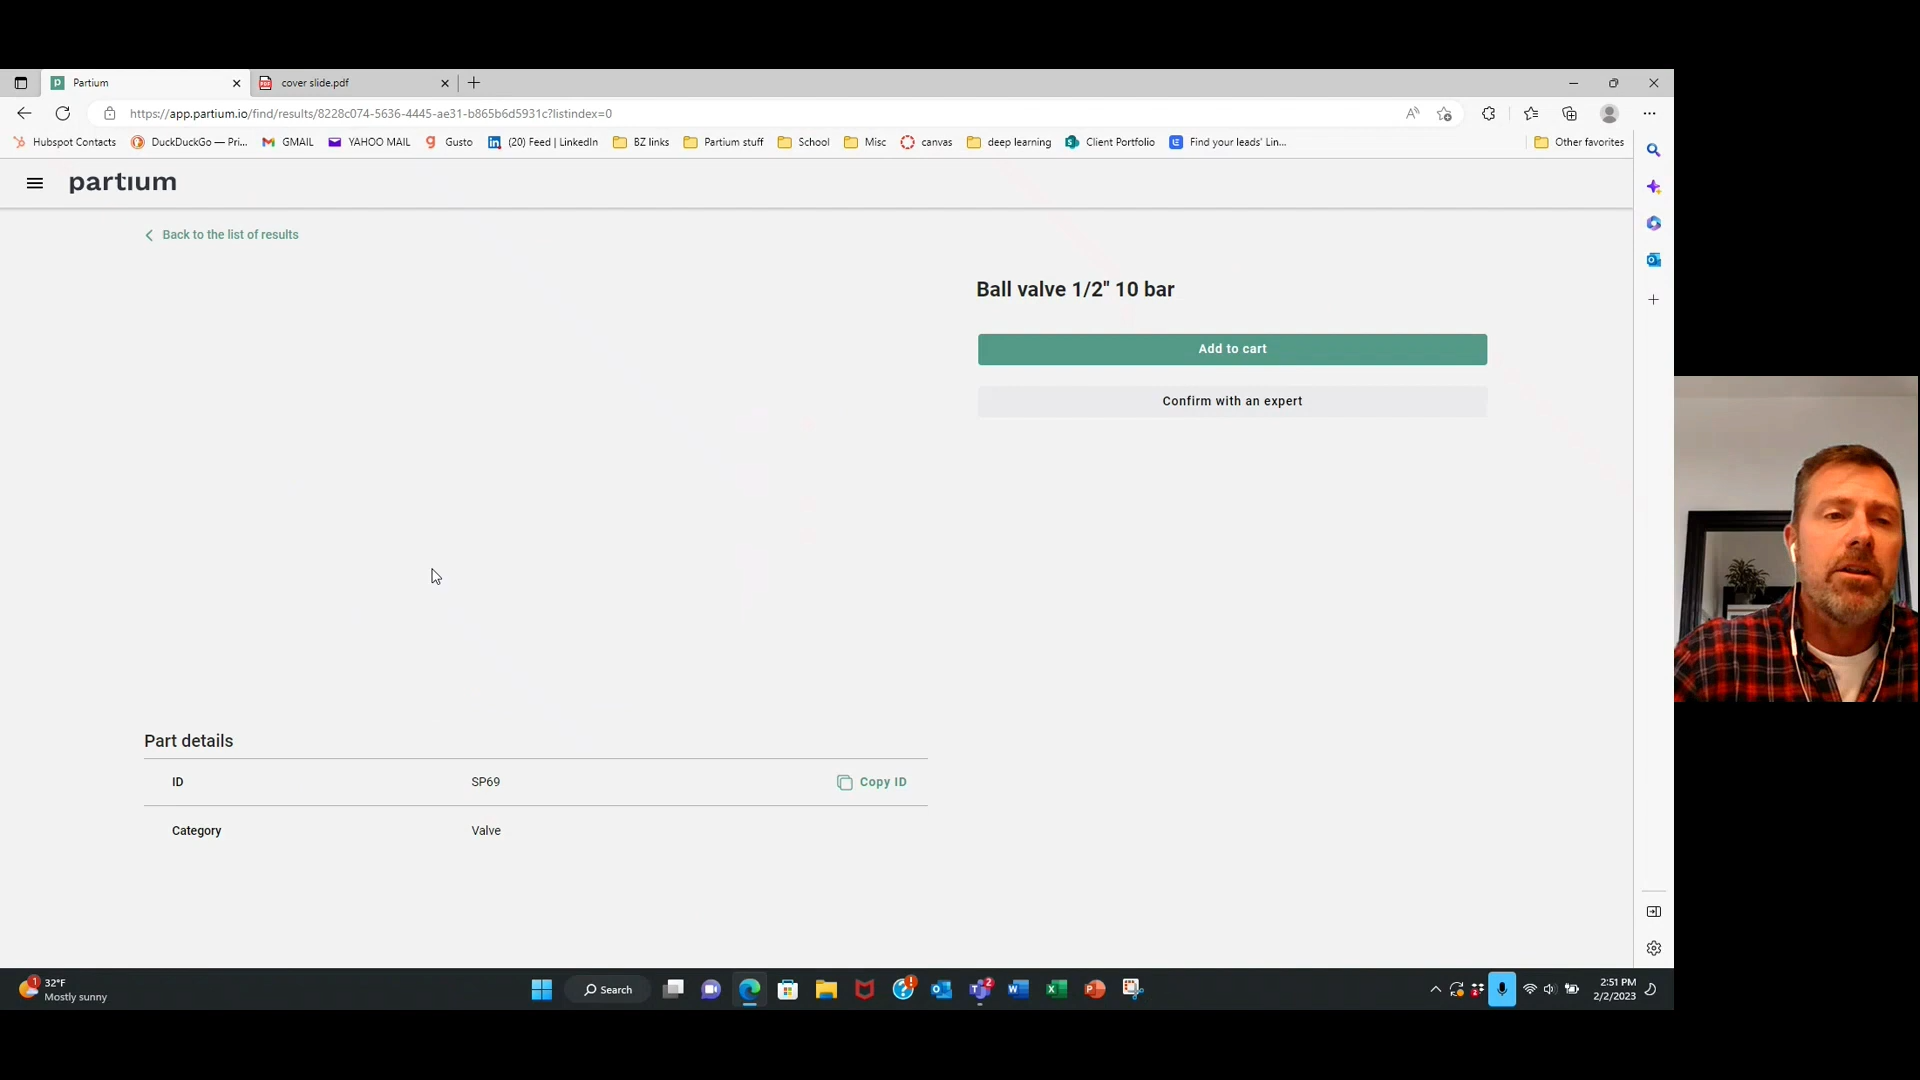 Partium
cover slide.pdf
https://app.partium.io/find/results/8228c074-5636-4445-ae31-b865b6d5931c?listindex=0
Hubspot Contacts
DuckDuckGo — Pri...
GMAIL
YAHOO MAIL
Gusto
(20) Feed | LinkedIn
BZ links
Partium stuff
School
Misc
canvas
deep learning
Client Portfolio
Find your leads' Lin...
Other favorites
partium
Back to the list of results
Ball valve 1/2" 10 bar
Add to cart
Confirm with an expert
Part details
ID SP69 Copy ID
Category Valve
32°F
Mostly sunny
Search
2:51 PM
2/2/2023